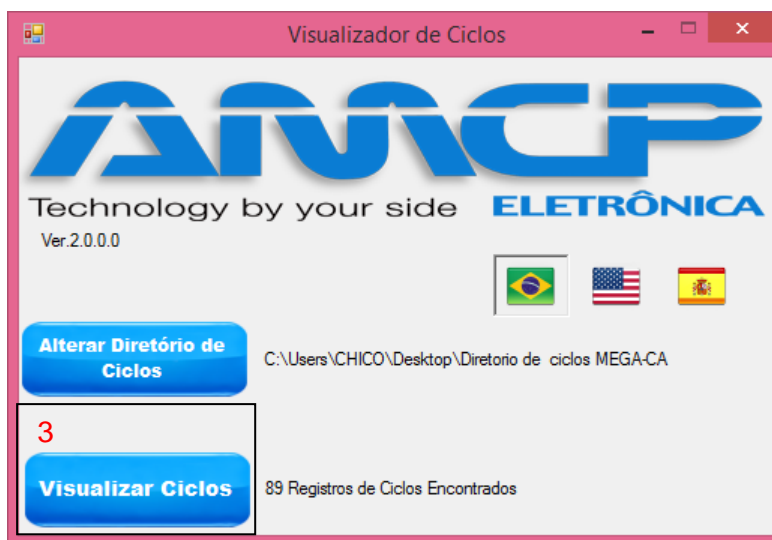 Visualizador de Ciclos
AMCP
Technology by your side ELETRÔNICA
Ver.2.0.0.0
Alterar Diretório de
Ciclos
C:\Users\CHICO\Desktop\Diretorio de ciclos MEGA-CA
3
Visualizar Ciclos
89 Registros de Ciclos Encontrados